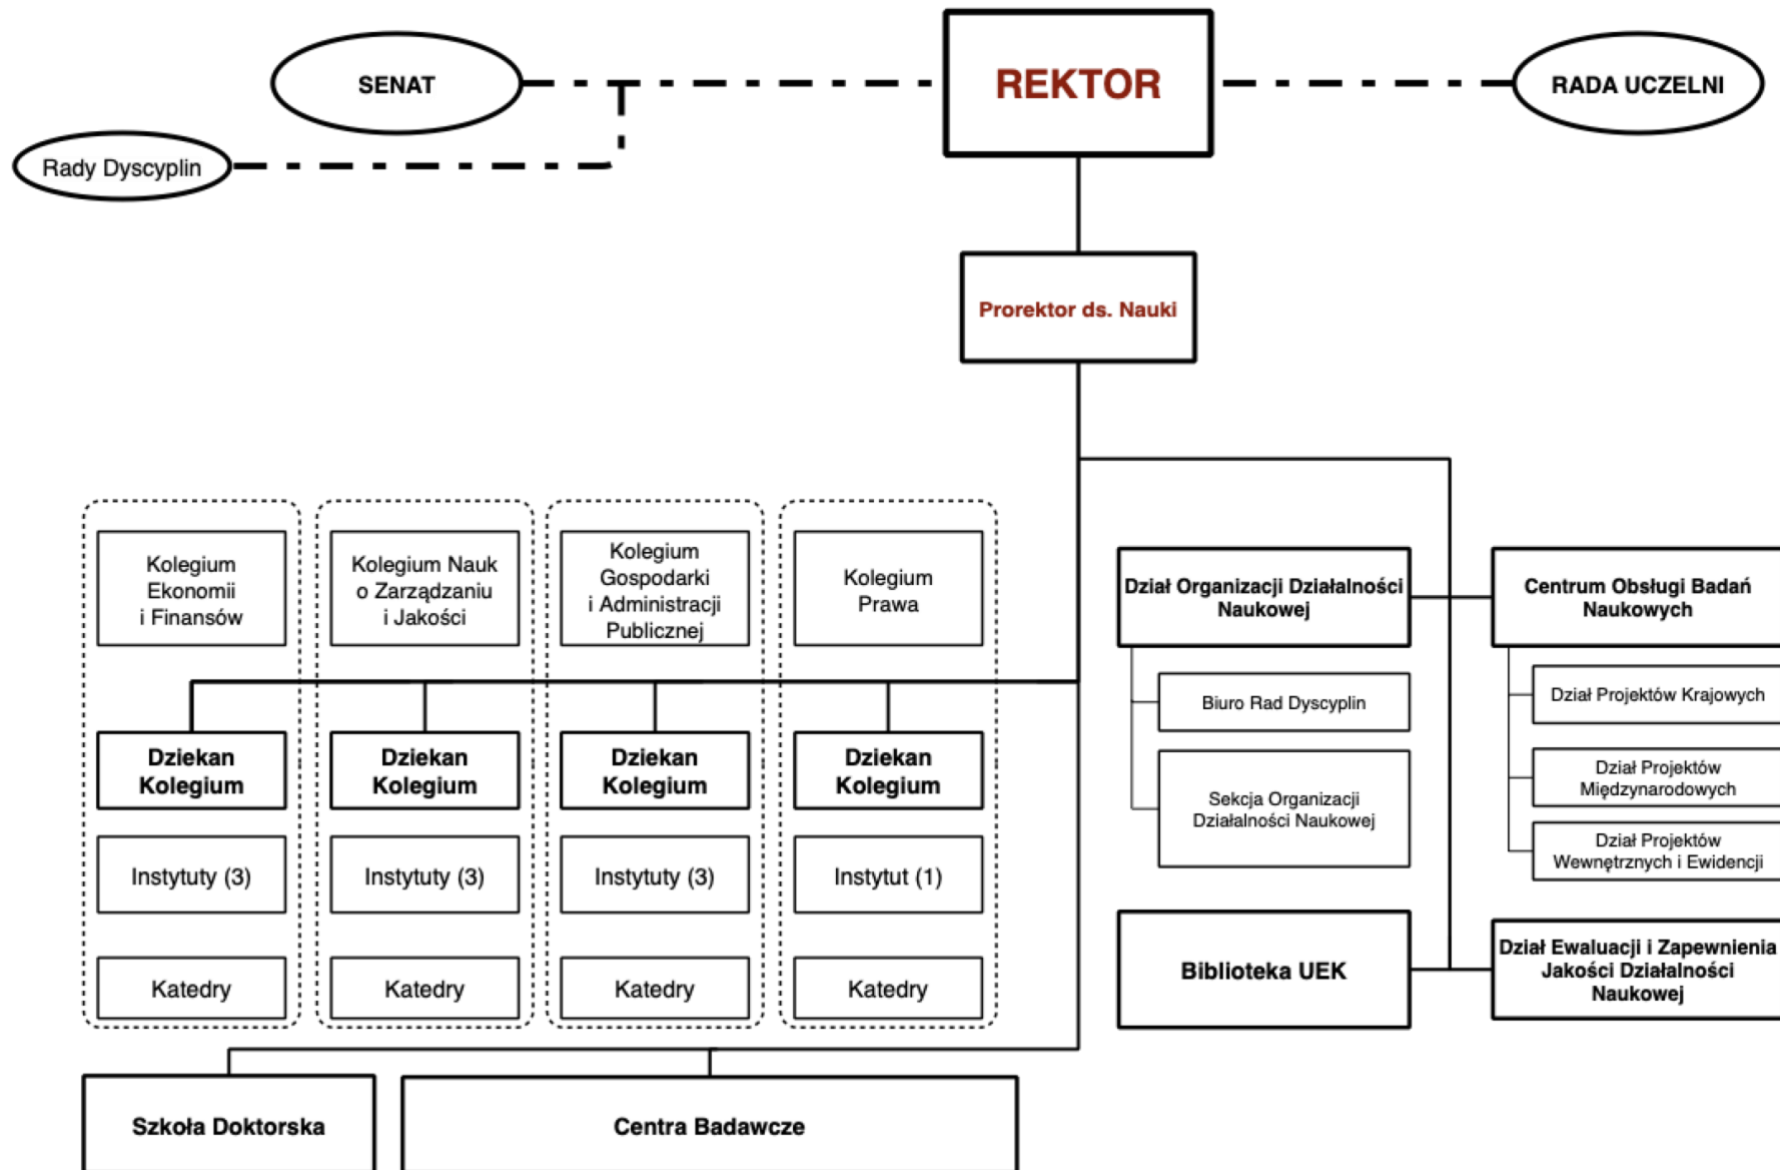 SENAT
REKTOR
RADA UCZELNI
Rady Dyscyplin
Prorektor ds. Nauki
Kolegium
Ekonomii
i Finansów
Kolegium Nauk
o Zarządzaniu
i Jakości
Kolegium
Gospodarki
i Administracji
Publicznej
Kolegium
Prawa
Dziekan
Kolegium
Dziekan
Kolegium
Dziekan
Kolegium
Dziekan
Kolegium
Instytuty (3)
Instytuty (3)
Instytuty (3)
Instytut (1)
Katedry
Katedry
Katedry
Katedry
Dział Organizacji Działalności
Naukowej
Biuro Rad Dyscyplin
Sekcja Organizacji
Działalności Naukowej
Centrum Obsługi Badań
Naukowych
Dział Projektów Krajowych
Dział Projektów
Międzynarodowych
Dział Projektów
Wewnętrznych i Ewidencji
Biblioteka UEK
Dział Ewaluacji i Zapewnienia
Jakości Działalności
Naukowej
Szkoła Doktorska
Centra Badawcze